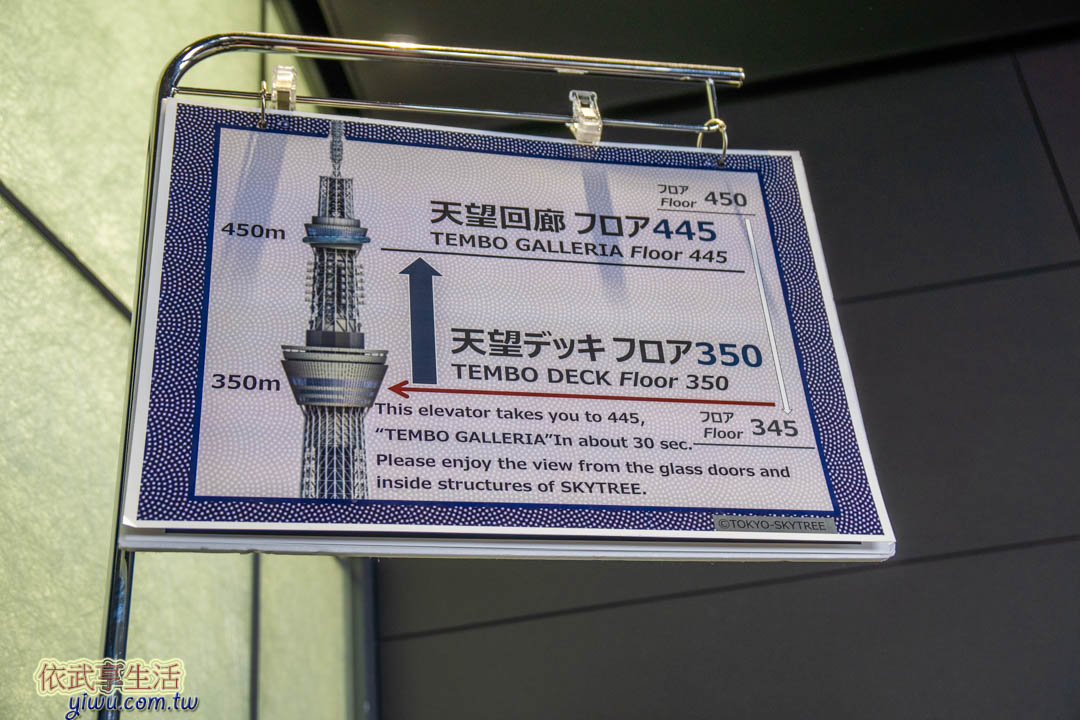 フロア
Floor 450
450m
天望回廊 フロア445
TEMBO GALLERIA Floor 445
天望デッキ フロア350
350m
TEMBO DECK Floor 350
This elevator takes you to 445,
フロア
Floor 345
“TEMBO GALLERIA”In about 30 sec.
Please enjoy the view from the glass doors and
inside structures of SKYTREE.
©TOKYO-SKYTREE
依武享生活
yiwu.com.tw